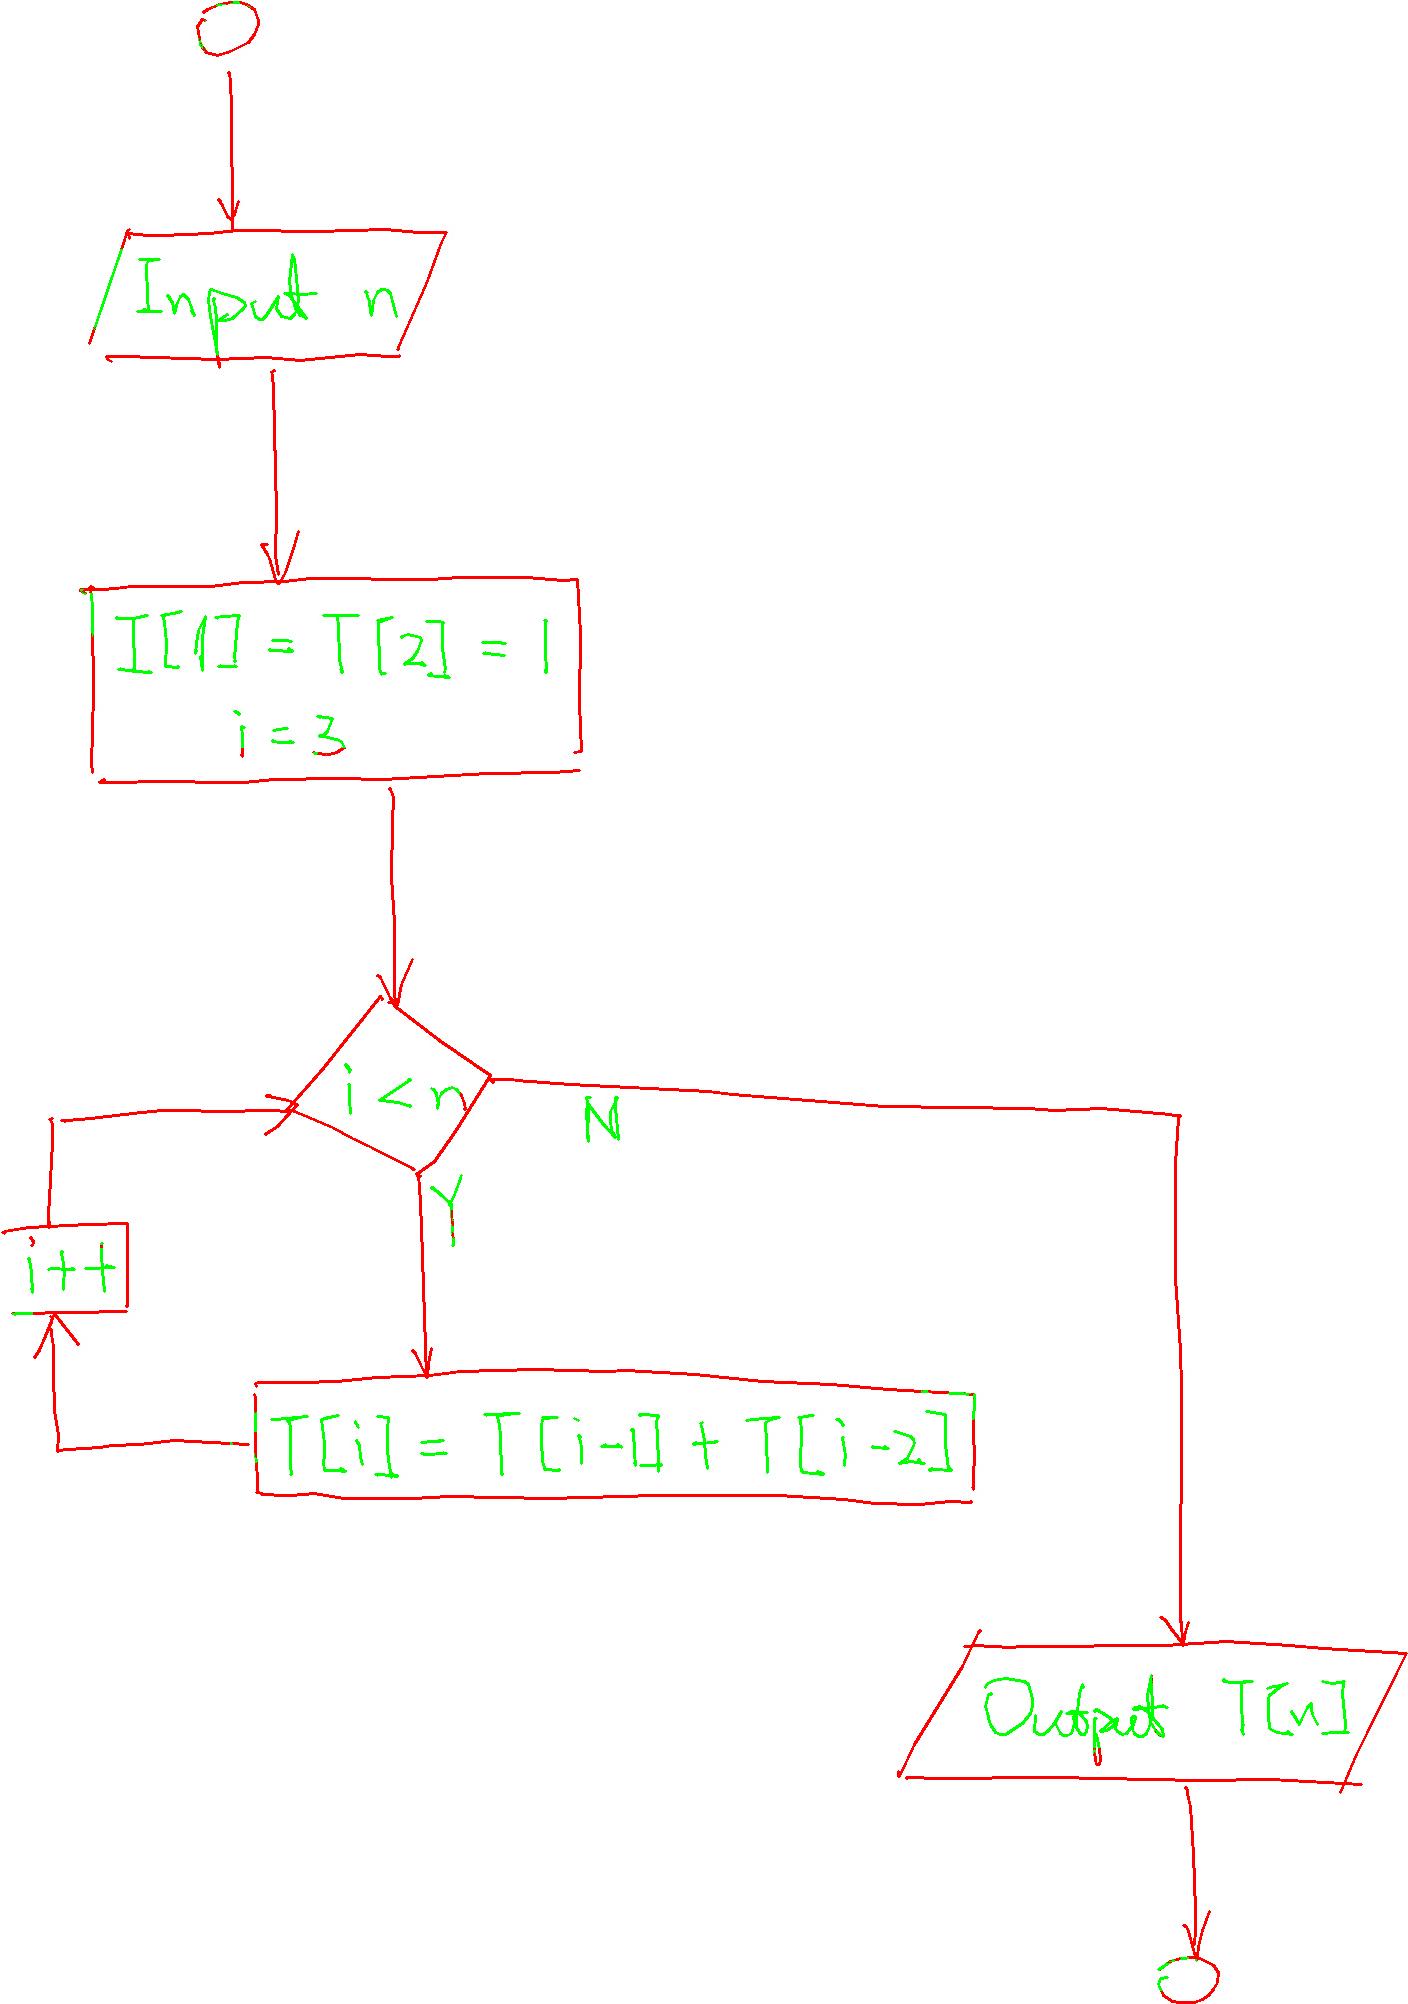 Input n
I[1] = T[2] = 1
i = 3
i < n
N
Y
i++
T[i] = T[i-1] + T[i-2]
Output T[n]